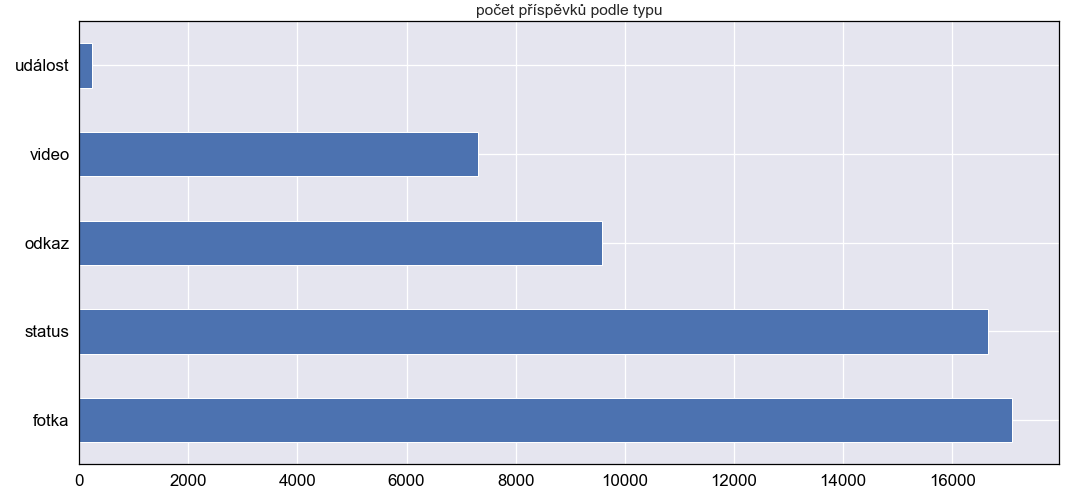 počet příspěvků podle typu
událost
video
odkaz
status
fotka
0 2000 4000 6000 8000 10000 12000 14000 16000